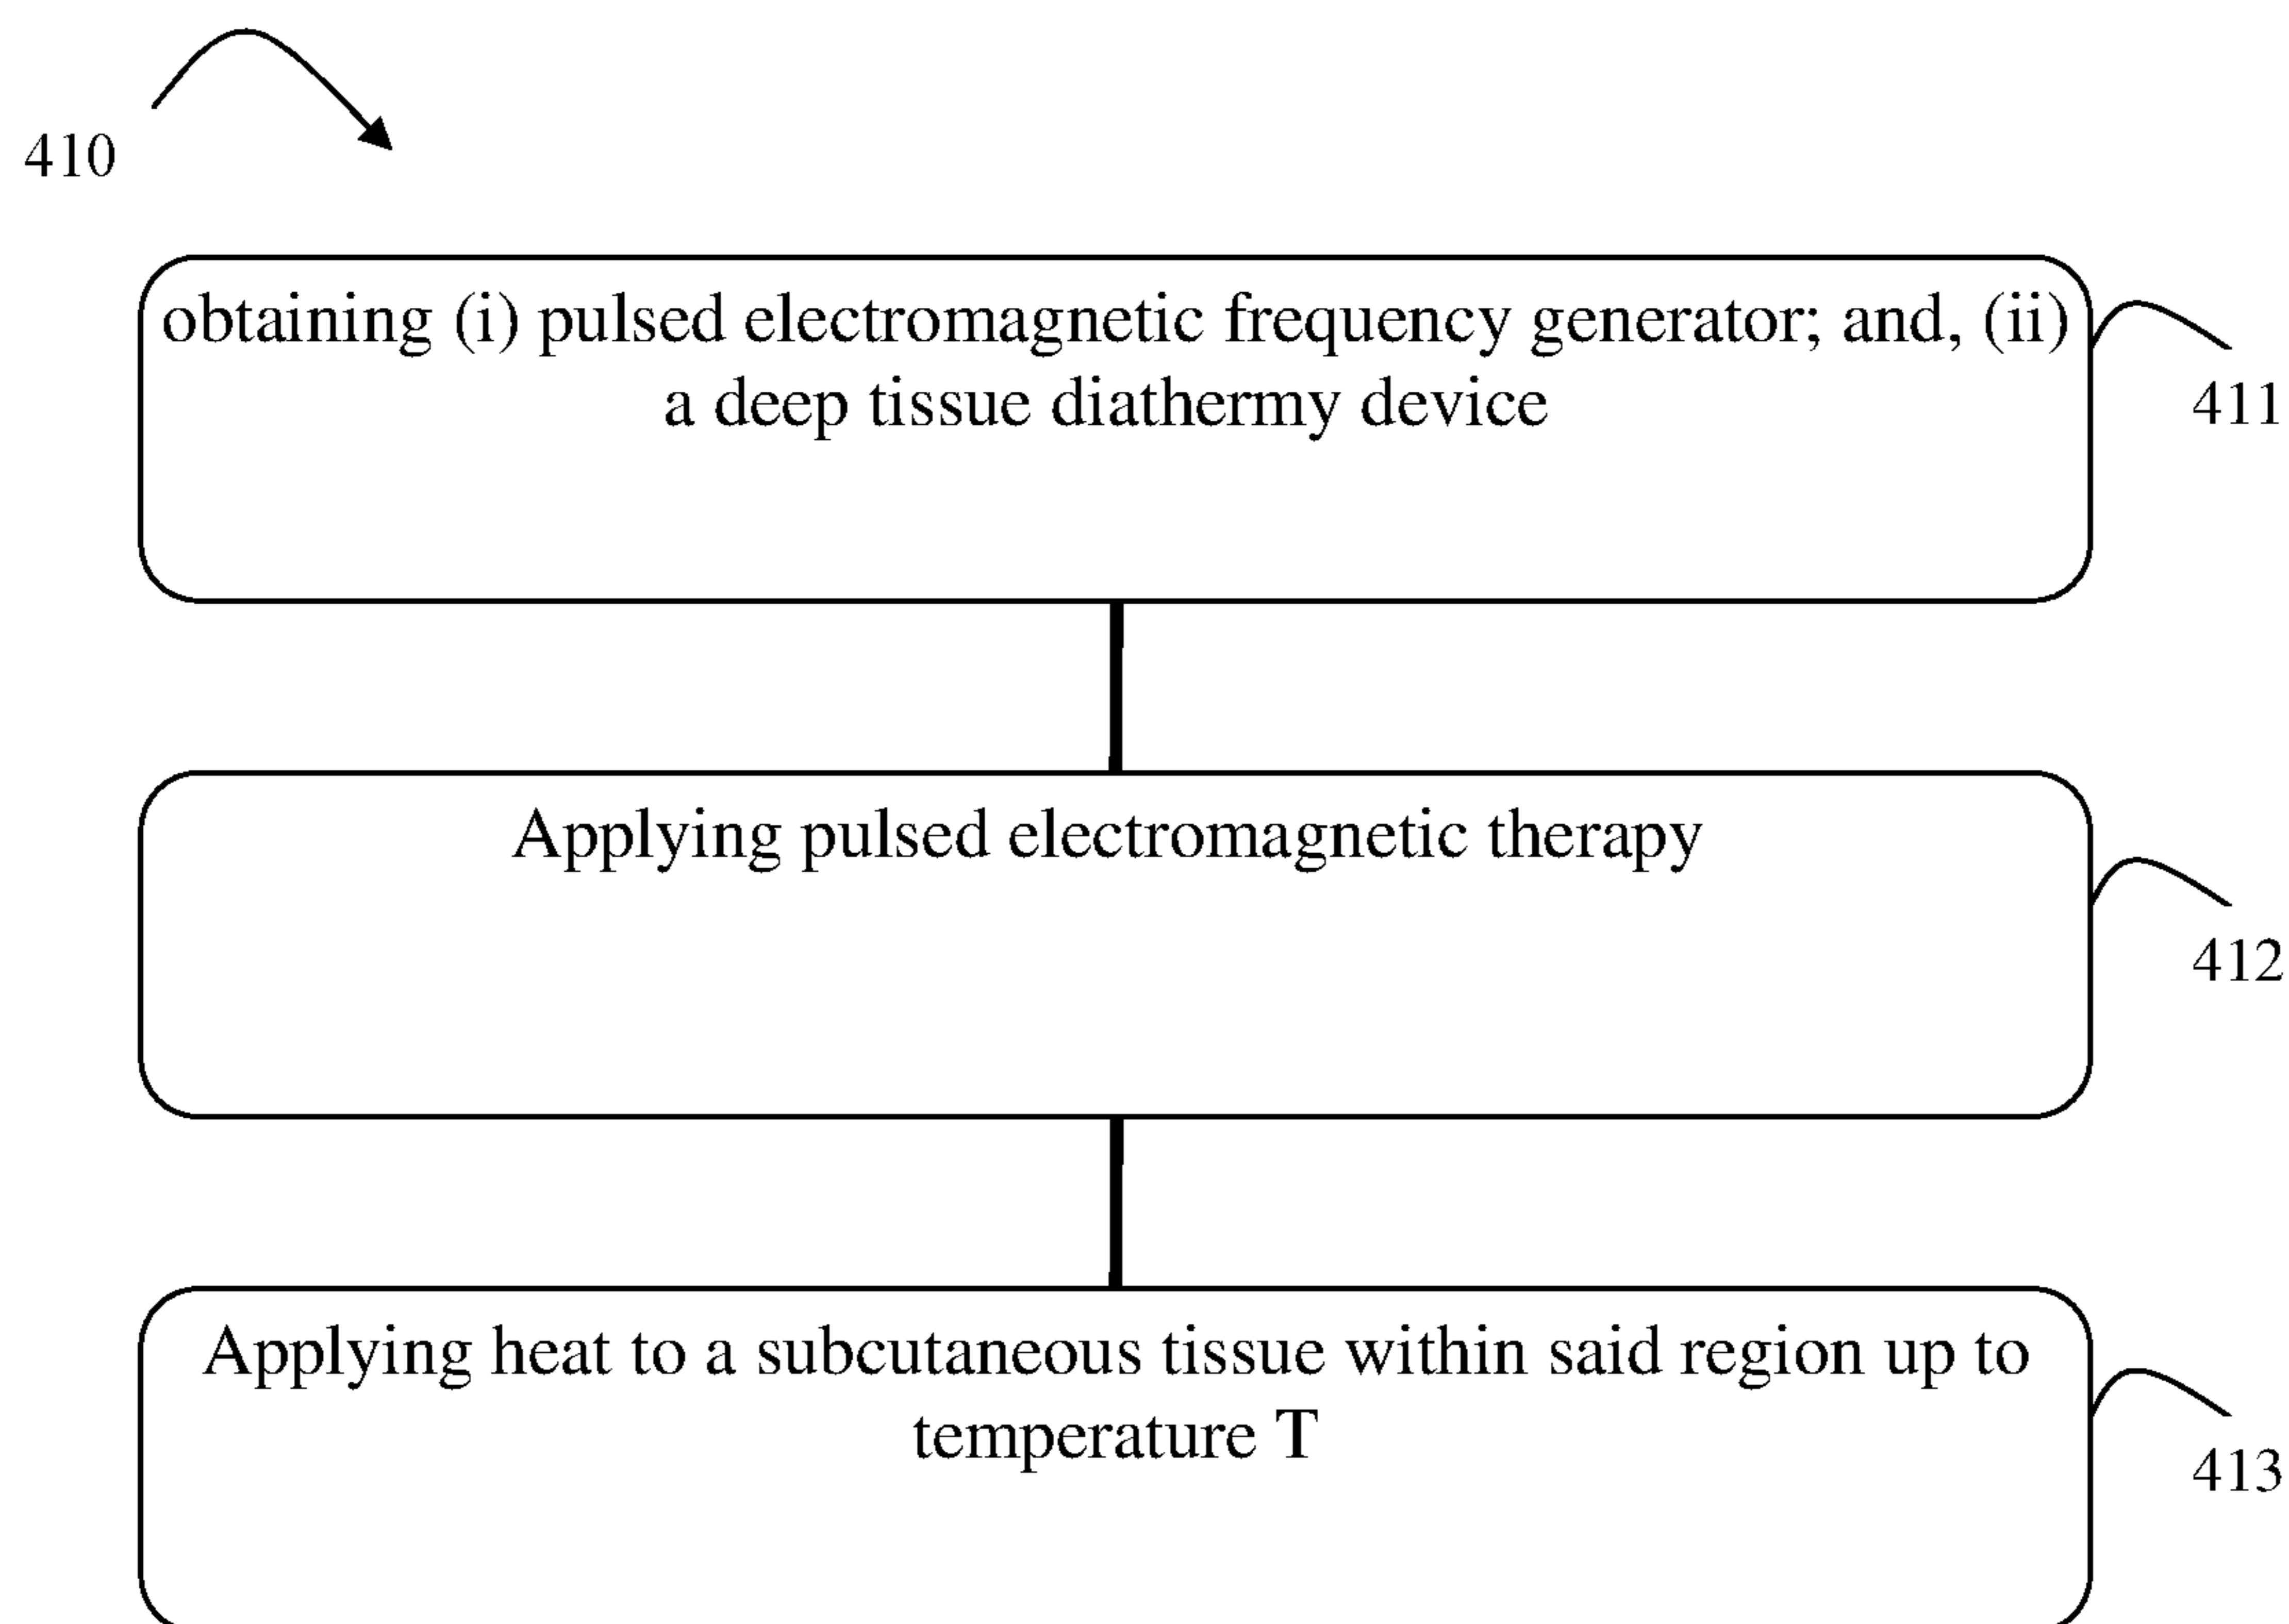 410
obtaining (i) pulsed electromagnetic frequency generator; and, (ii)
a deep tissue diathermy device
411
Applying pulsed electromagnetic therapy
412
Applying heat to a subcutaneous tissue within said region up to
temperature T
413